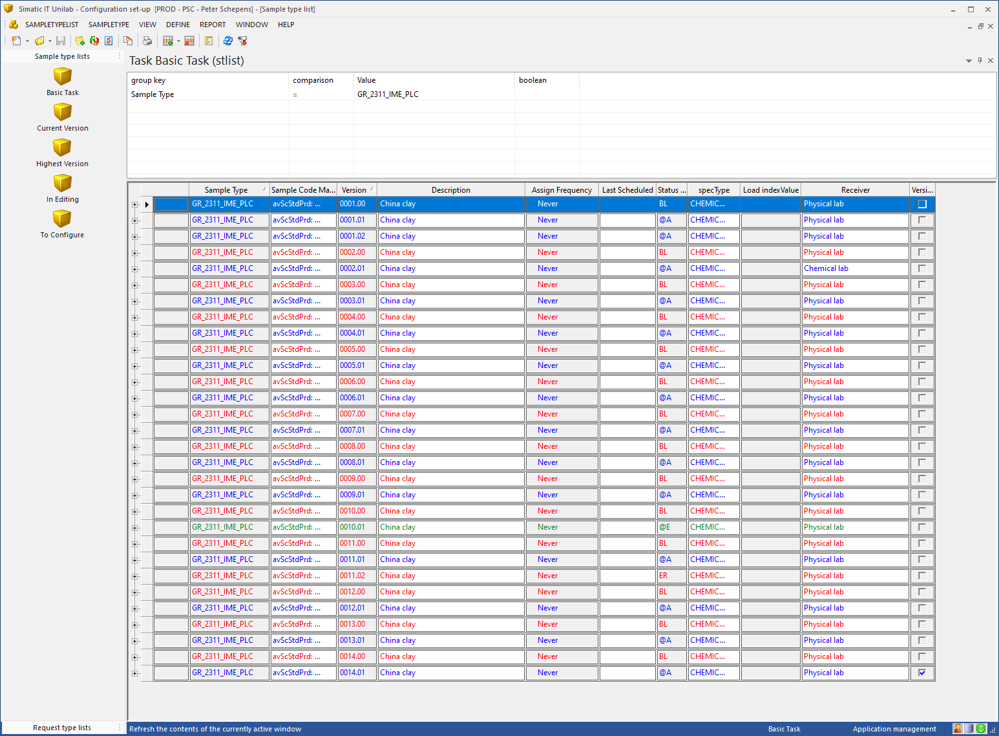 Simatic IT Unilab - Configuration set-up [PROD - PSC - Peter Schepens] - [Sample type list]
SAMPLETYPELIST SAMPLETYPE VIEW DEFINE REPORT WINDOW HELP
Sample type lists
Basic Task
Current Version
Highest Version
In Editing
To Configure
Request type lists
Task Basic Task (stlist)
group key comparison Value boolean
Sample Type = GR_2311_IME_PLC
Sample Type Sample Code Ma... Version Description Assign Frequency Last Scheduled Status ... specType Load indexValue Receiver Versi...
GR_2311_IME_PLC avScStdPrd: ... 0001.00 China clay Never BL CHEMIC... Physical lab
GR_2311_IME_PLC avScStdPrd: ... 0001.01 China clay Never @A CHEMIC... Physical lab
GR_2311_IME_PLC avScStdPrd: ... 0001.02 China clay Never @A CHEMIC... Physical lab
GR_2311_IME_PLC avScStdPrd: ... 0002.00 China clay Never BL CHEMIC... Physical lab
GR_2311_IME_PLC avScStdPrd: ... 0002.01 China clay Never @A CHEMIC... Chemical lab
GR_2311_IME_PLC avScStdPrd: ... 0003.00 China clay Never BL CHEMIC... Physical lab
GR_2311_IME_PLC avScStdPrd: ... 0003.01 China clay Never @A CHEMIC... Physical lab
GR_2311_IME_PLC avScStdPrd: ... 0004.00 China clay Never BL CHEMIC... Physical lab
GR_2311_IME_PLC avScStdPrd: ... 0004.01 China clay Never @A CHEMIC... Physical lab
GR_2311_IME_PLC avScStdPrd: ... 0005.00 China clay Never BL CHEMIC... Physical lab
GR_2311_IME_PLC avScStdPrd: ... 0005.01 China clay Never @A CHEMIC... Physical lab
GR_2311_IME_PLC avScStdPrd: ... 0006.00 China clay Never BL CHEMIC... Physical lab
GR_2311_IME_PLC avScStdPrd: ... 0006.01 China clay Never @A CHEMIC... Physical lab
GR_2311_IME_PLC avScStdPrd: ... 0007.00 China clay Never BL CHEMIC... Physical lab
GR_2311_IME_PLC avScStdPrd: ... 0007.01 China clay Never @A CHEMIC... Physical lab
GR_2311_IME_PLC avScStdPrd: ... 0008.00 China clay Never BL CHEMIC... Physical lab
GR_2311_IME_PLC avScStdPrd: ... 0008.01 China clay Never @A CHEMIC... Physical lab
GR_2311_IME_PLC avScStdPrd: ... 0009.00 China clay Never BL CHEMIC... Physical lab
GR_2311_IME_PLC avScStdPrd: ... 0009.01 China clay Never @A CHEMIC... Physical lab
GR_2311_IME_PLC avScStdPrd: ... 0010.00 China clay Never BL CHEMIC... Physical lab
GR_2311_IME_PLC avScStdPrd: ... 0010.01 China clay Never @E CHEMIC... Physical lab
GR_2311_IME_PLC avScStdPrd: ... 0011.00 China clay Never BL CHEMIC... Physical lab
GR_2311_IME_PLC avScStdPrd: ... 0011.01 China clay Never @A CHEMIC... Physical lab
GR_2311_IME_PLC avScStdPrd: ... 0011.02 China clay Never ER CHEMIC... Physical lab
GR_2311_IME_PLC avScStdPrd: ... 0012.00 China clay Never BL CHEMIC... Physical lab
GR_2311_IME_PLC avScStdPrd: ... 0012.01 China clay Never @A CHEMIC... Physical lab
GR_2311_IME_PLC avScStdPrd: ... 0013.00 China clay Never BL CHEMIC... Physical lab
GR_2311_IME_PLC avScStdPrd: ... 0013.01 China clay Never @A CHEMIC... Physical lab
GR_2311_IME_PLC avScStdPrd: ... 0014.00 China clay Never BL CHEMIC... Physical lab
GR_2311_IME_PLC avScStdPrd: ... 0014.01 China clay Never @A CHEMIC... Physical lab
Refresh the contents of the currently active window Basic Task Application management